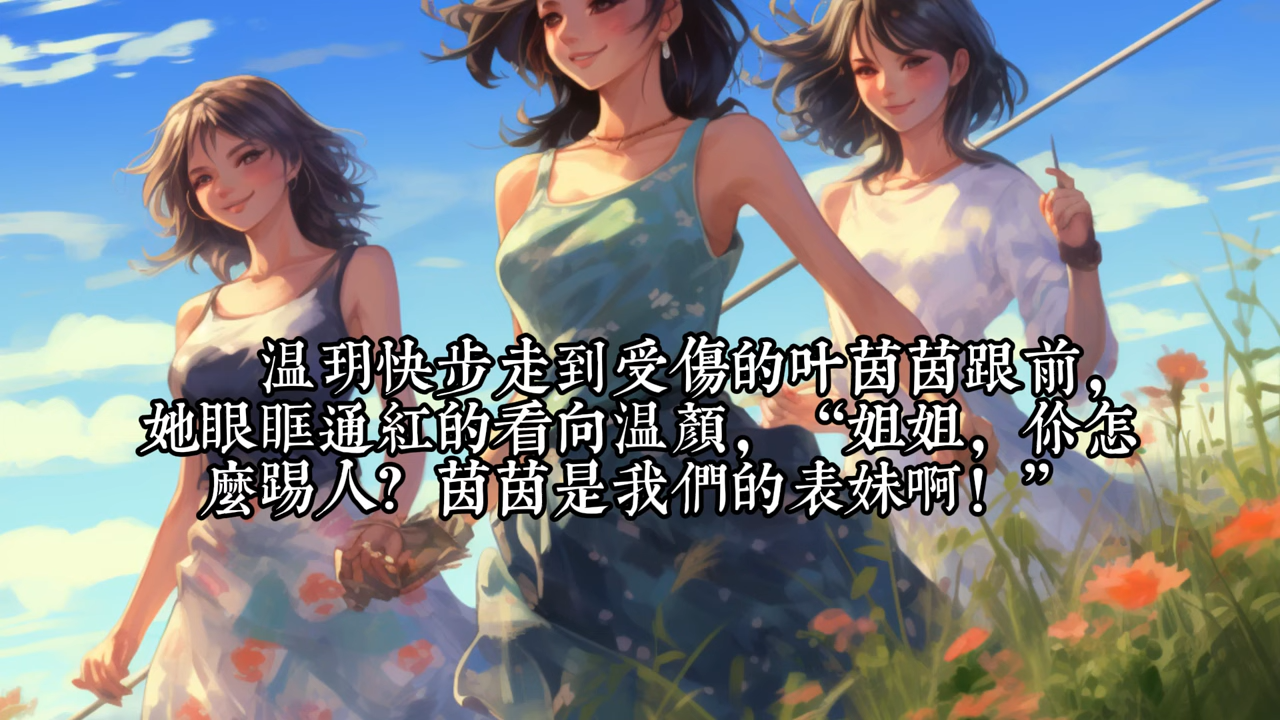 温玥快步走到受傷的叶茵茵跟前，
她眼眶通紅的看向温顏，“姐姐，你怎
麼踢人？茵茵是我們的表妹啊！”